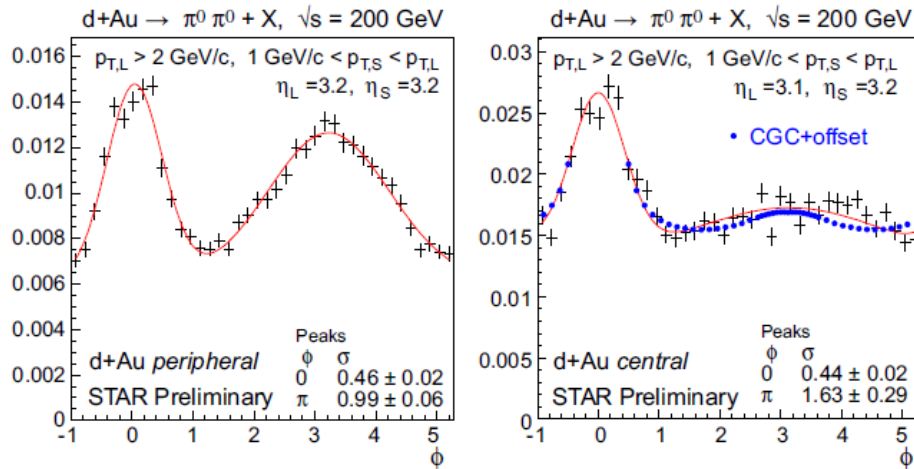 d+Au → π⁰ π⁰ + X, √s = 200 GeV
p_T,L > 2 GeV/c, 1 GeV/c < p_T,S < p_T,L
η_L =3.2, η_S =3.2
0.016
0.014
0.012
0.01
0.008
0.006
0.004
0.002
0
Peaks
φ σ
0 0.46 ± 0.02
π 0.99 ± 0.06
d+Au peripheral
STAR Preliminary
-1 0 1 2 3 4 5
φ
d+Au → π⁰ π⁰ + X, √s = 200 GeV
p_T,L > 2 GeV/c, 1 GeV/c < p_T,S < p_T,L
η_L =3.1, η_S =3.2
CGC+offset
0.03
0.025
0.02
0.015
0.01
0.005
0
Peaks
φ σ
0 0.44 ± 0.02
π 1.63 ± 0.29
d+Au central
STAR Preliminary
-1 0 1 2 3 4 5
φ